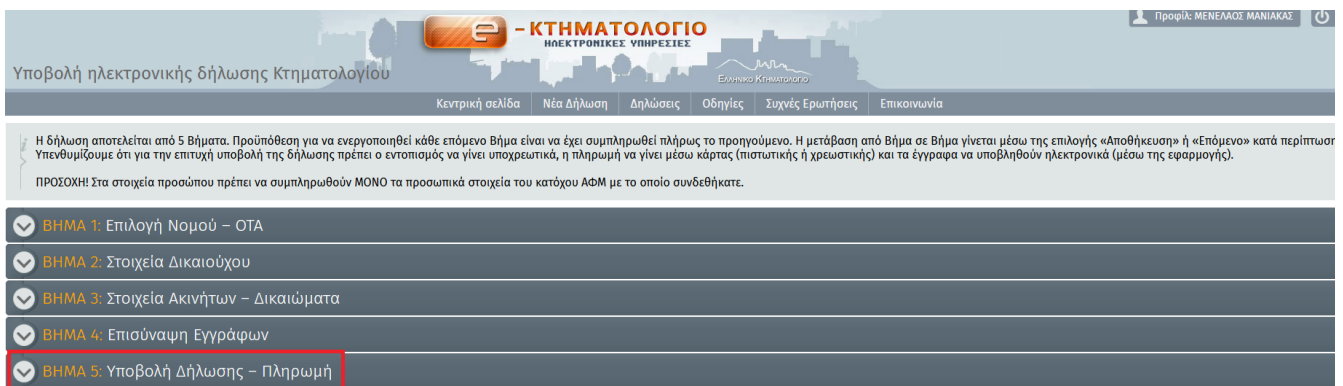 Προφίλ: ΜΕΝΕΛΑΟΣ ΜΑΝΙΑΚΑΣ
e - ΚΤΗΜΑΤΟΛΟΓΙΟ
ΗΛΕΚΤΡΟΝΙΚΕΣ ΥΠΗΡΕΣΙΕΣ
Υποβολή ηλεκτρονικής δήλωσης Κτηματολογίου
ΕΛΛΗΝΙΚΟ ΚΤΗΜΑΤΟΛΟΓΙΟ
Κεντρική σελίδα Νέα Δήλωση Δηλώσεις Οδηγίες Συχνές Ερωτήσεις Επικοινωνία
Η δήλωση αποτελείται από 5 Βήματα. Προϋπόθεση για να ενεργοποιηθεί κάθε επόμενο Βήμα είναι να έχει συμπληρωθεί πλήρως το προηγούμενο. Η μετάβαση από Βήμα σε Βήμα γίνεται μέσω της επιλογής «Αποθήκευση» ή «Επόμενο» κατά περίπτωση
Υπενθυμίζουμε ότι για την επιτυχή υποβολή της δήλωσης πρέπει ο εντοπισμός να γίνει υποχρεωτικά, η πληρωμή να γίνει μέσω κάρτας (πιστωτικής ή χρεωστικής) και τα έγγραφα να υποβληθούν ηλεκτρονικά (μέσω της εφαρμογής).
ΠΡΟΣΟΧΗ! Στα στοιχεία προσώπου πρέπει να συμπληρωθούν ΜΟΝΟ τα προσωπικά στοιχεία του κατόχου ΑΦΜ με το οποίο συνδεθήκατε.
ΒΗΜΑ 1: Επιλογή Νομού – ΟΤΑ
ΒΗΜΑ 2: Στοιχεία Δικαιούχου
ΒΗΜΑ 3: Στοιχεία Ακινήτων – Δικαιώματα
ΒΗΜΑ 4: Επισύναψη Εγγράφων
ΒΗΜΑ 5: Υποβολή Δήλωσης – Πληρωμή